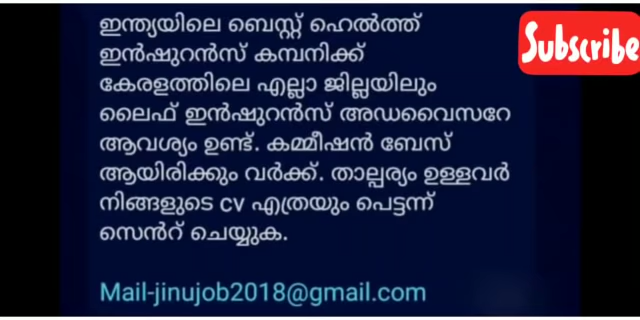 ഇന്ത്യയിലെ ബെസ്റ്റ് ഹെൽത്ത്
ഇൻഷുറൻസ് കമ്പനിക്ക്
കേരളത്തിലെ എല്ലാ ജില്ലയിലും
ലൈഫ് ഇൻഷുറൻസ് അഡവൈസറേ
ആവശ്യം ഉണ്ട്. കമ്മീഷൻ ബേസ്
ആയിരിക്കും വർക്ക്. താല്പര്യം ഉള്ളവർ
നിങ്ങളുടെ cv എത്രയും പെട്ടന്ന്
സെൻറ് ചെയ്യുക.
Mail-jinujob2018@gmail.com
Subscribe